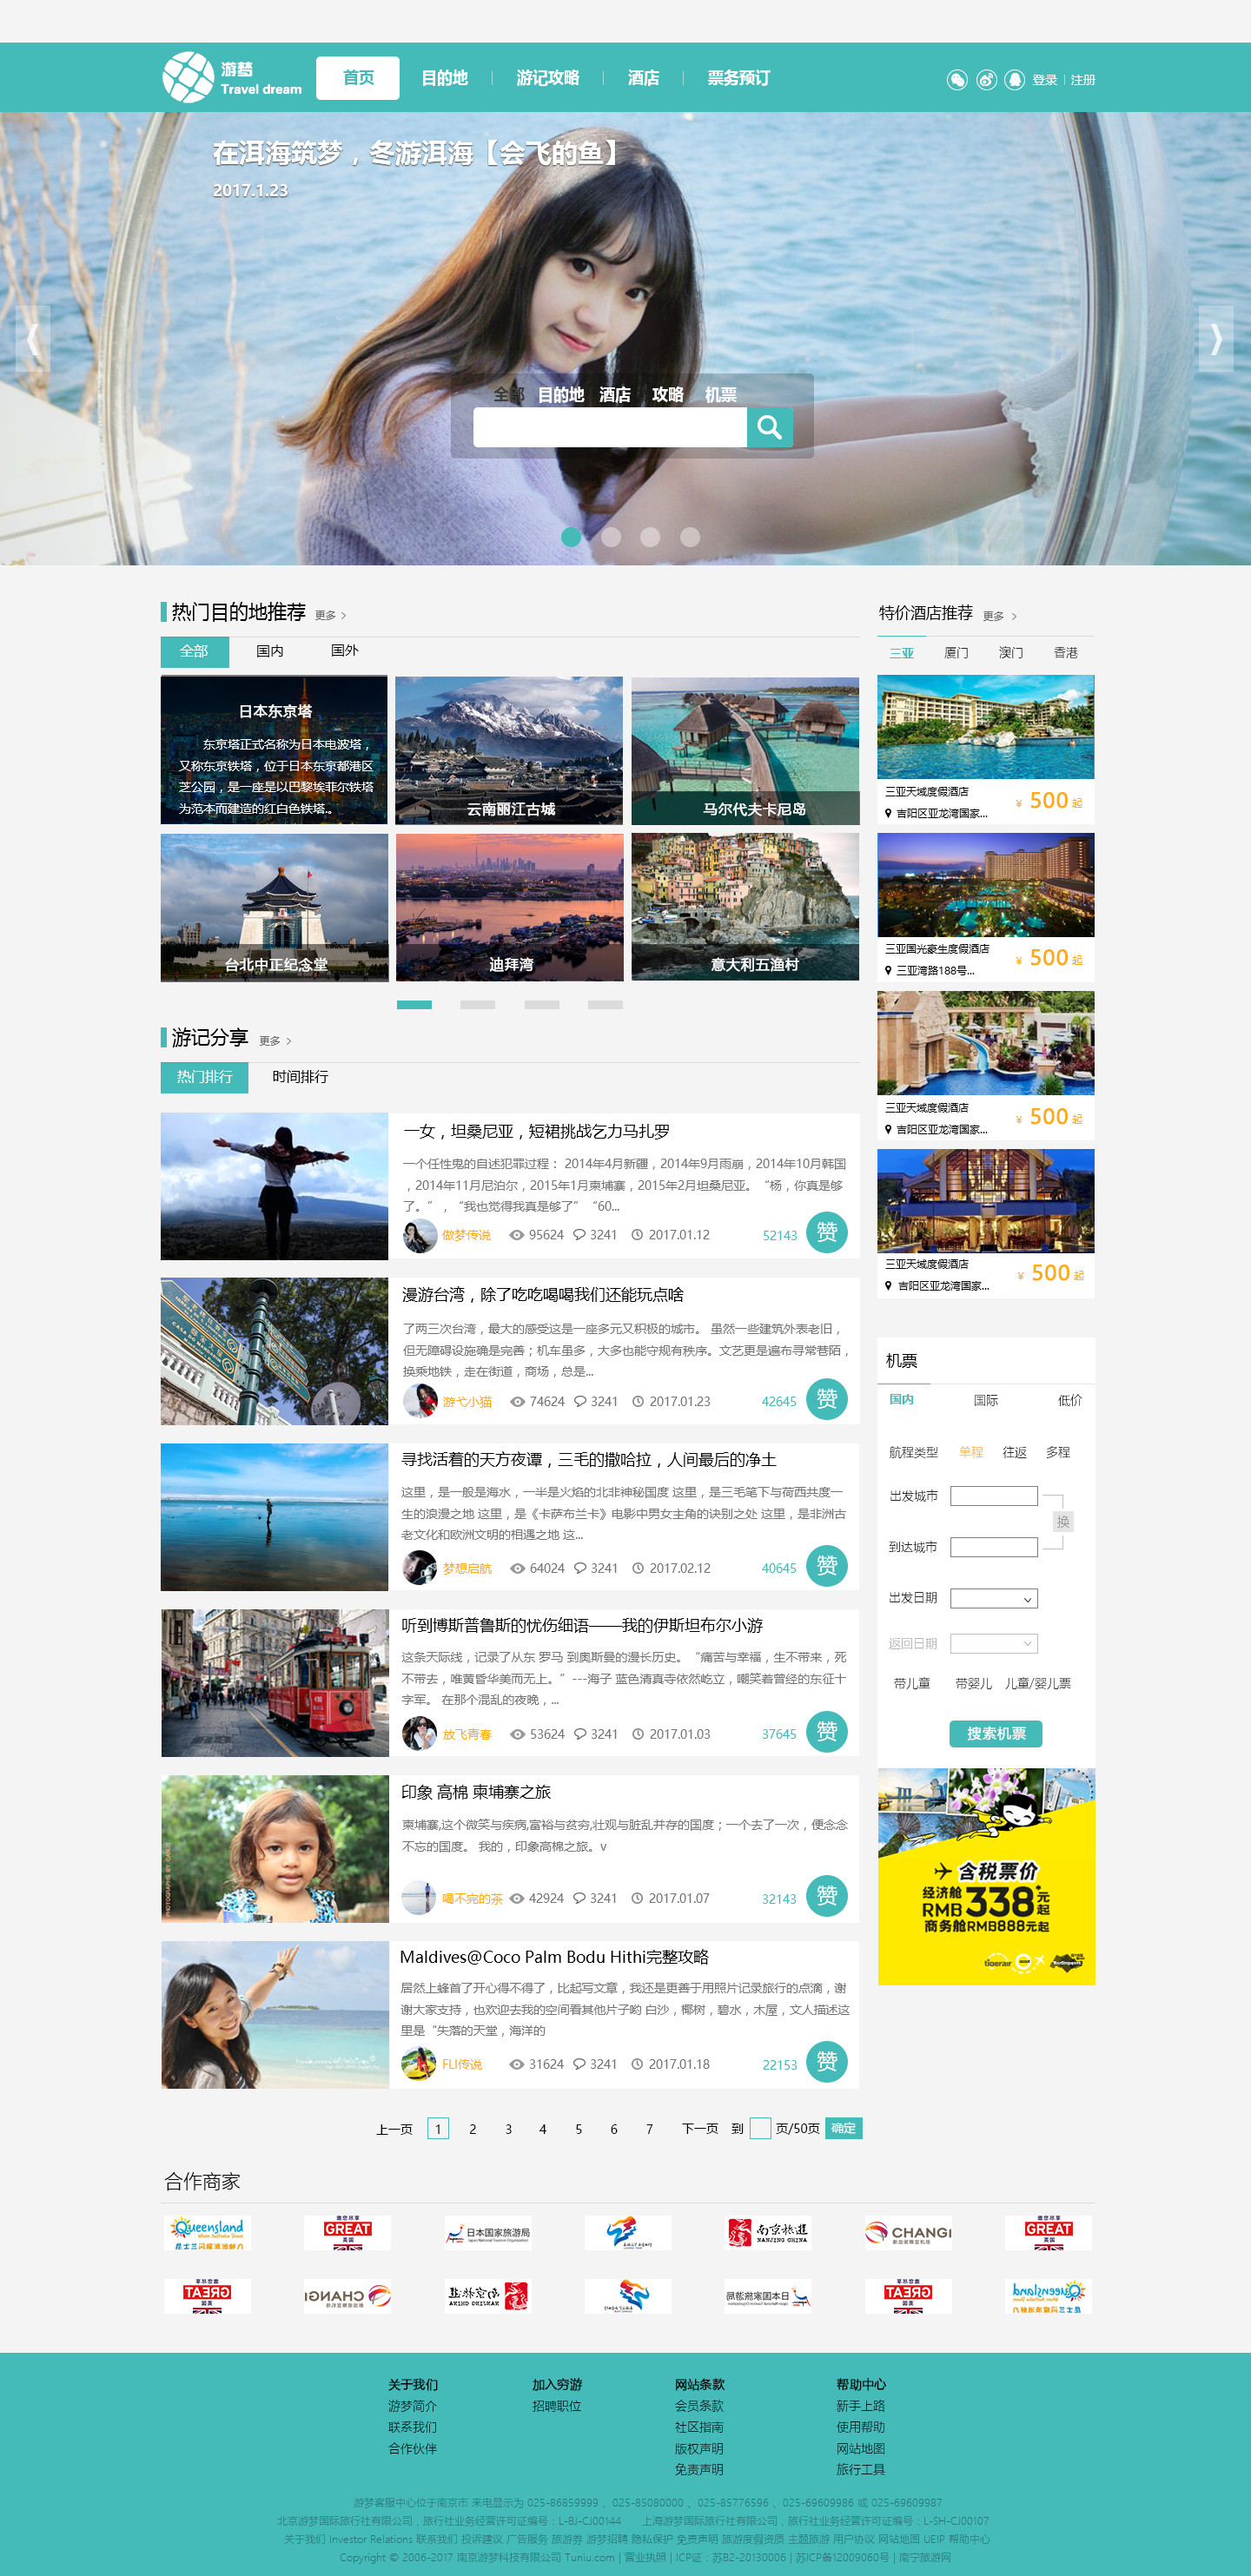 游梦
Travel dream
首页 目的地 游记攻略 酒店 票务预订
登录 注册
在洱海筑梦，冬游洱海【会飞的鱼】
2017.1.23
全部 目的地 酒店 攻略 机票
热门目的地推荐 更多 >
全部 国内 国外
日本东京塔
东京塔正式名称为日本电波塔，
又称东京铁塔，位于日本东京都港区
芝公园，是一座是以巴黎埃菲尔铁塔
为范本而建造的红白色铁塔。
云南丽江古城
马尔代夫卡尼岛
台北中正纪念堂
迪拜湾
意大利五渔村
特价酒店推荐 更多 >
三亚 厦门 澳门 香港
三亚天域度假酒店
吉阳区亚龙湾国家...
¥ 500 起
三亚国光豪生度假酒店
三亚湾路188号...
¥ 500 起
三亚天域度假酒店
吉阳区亚龙湾国家...
¥ 500 起
三亚天域度假酒店
吉阳区亚龙湾国家...
¥ 500 起
游记分享 更多 >
热门排行 时间排行
一女，坦桑尼亚，短裙挑战乞力马扎罗
一个任性鬼的自述犯罪过程： 2014年4月新疆，2014年9月雨崩，2014年10月韩国
，2014年11月尼泊尔，2015年1月柬埔寨，2015年2月坦桑尼亚。“杨，你真是够
了。”，“我也觉得我真是够了”“60...
做梦传说 95624 3241 2017.01.12 52143 赞
漫游台湾，除了吃吃喝喝我们还能玩点啥
了两三次台湾，最大的感受这是一座多元又积极的城市。 虽然一些建筑外表老旧，
但无障碍设施确是完善；机车虽多，大多也能守规有秩序。文艺更是遍布寻常巷陌，
换乘地铁，走在街道，商场，总是...
游弋小猫 74624 3241 2017.01.23 42645 赞
寻找活着的天方夜谭，三毛的撒哈拉，人间最后的净土
这里，是一般是海水，一半是火焰的北非神秘国度 这里，是三毛笔下与荷西共度一
生的浪漫之地 这里，是《卡萨布兰卡》电影中男女主角的诀别之处 这里，是非洲古
老文化和欧洲文明的相遇之地 这...
梦想启航 64024 3241 2017.02.12 40645 赞
听到博斯普鲁斯的忧伤细语——我的伊斯坦布尔小游
这条天际线，记录了从东 罗马 到奥斯曼的漫长历史。“痛苦与幸福，生不带来，死
不带去，唯黄昏华美而无上。”---海子 蓝色清真寺依然屹立，嘲笑着曾经的东征十
字军。 在那个混乱的夜晚，...
放飞青春 53624 3241 2017.01.03 37645 赞
印象 高棉 柬埔寨之旅
柬埔寨,这个微笑与疾病,富裕与贫穷,壮观与脏乱并存的国度；一个去了一次，便念念
不忘的国度。 我的，印象高棉之旅。v
喝不完的茶 42924 3241 2017.01.07 32143 赞
Maldives@Coco Palm Bodu Hithi完整攻略
居然上蜂首了开心得不得了，比起写文章，我还是更善于用照片记录旅行的点滴，谢
谢大家支持，也欢迎去我的空间看其他片子哟 白沙，椰树，碧水，木屋，文人描述这
里是“失落的天堂，海洋的
FLI传说 31624 3241 2017.01.18 22153 赞
机票
国内 国际 低价
航程类型 单程 往返 多程
出发城市
换
到达城市
出发日期
返回日期
带儿童 带婴儿 儿童/婴儿票
搜索机票
含税票价
经济舱RMB338元起
商务舱RMB888元起
tigerair
上一页 1 2 3 4 5 6 7 下一页 到 页/50页 确定
合作商家
Queensland
GREAT
英国
日本国家旅游局
南京旅游
NANJING CHINA
CHANGI
GREAT
英国
关于我们 加入穷游 网站条款 帮助中心
游梦简介 招聘职位 会员条款 新手上路
联系我们 社区指南 使用帮助
合作伙伴 版权声明 网站地图
免责声明 旅行工具
游梦客服中心位于南京市 来电显示为 025-86859999 、025-85080000 、025-85776596 、025-69609986 或 025-69609987
北京游梦国际旅行社有限公司，旅行社业务经营许可证编号：L-BJ-CJ00144 上海游梦国际旅行社有限公司，旅行社业务经营许可证编号：L-SH-CJ00107
关于我们 Investor Relations 联系我们 投诉建议 广告服务 旅游券 游梦招聘 隐私保护 免责声明 旅游度假资质 主题旅游 用户协议 网站地图 UEIP 帮助中心
Copyright © 2006-2017 南京游梦科技有限公司 Tuniu.com | 营业执照 | ICP证：苏B2-20130006 | 苏ICP备12009060号 | 南宁旅游网